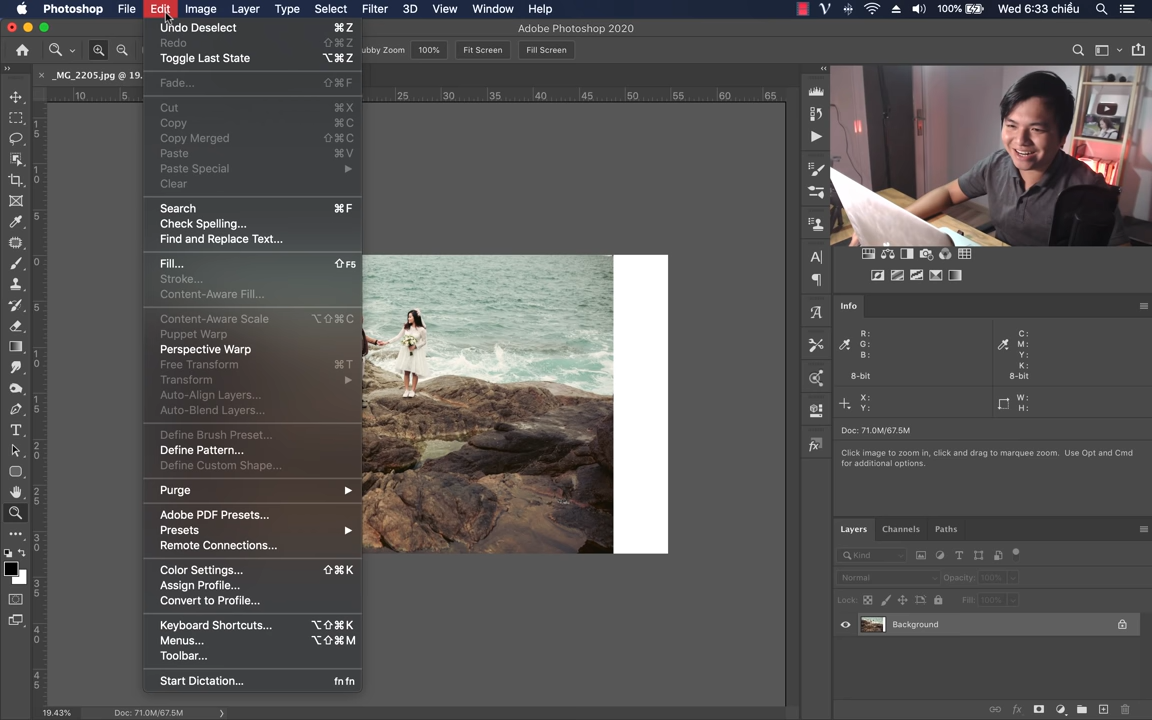 Photoshop File Edit Image Layer Type Select Filter 3D View Window Help 100% Wed 6:33 chiều
Adobe Photoshop 2020
ubby Zoom 100% Fit Screen Fill Screen
_MG_2205.jpg @ 19.
10 5 25 30 35 40 45 50 55 60 65
Undo Deselect ⌘Z
Redo ⇧⌘Z
Toggle Last State ⌥⌘Z
Fade... ⇧⌘F
Cut ⌘X
Copy ⌘C
Copy Merged ⇧⌘C
Paste ⌘V
Paste Special
Clear
Search ⌘F
Check Spelling...
Find and Replace Text...
Fill... ⇧F5
Stroke...
Content-Aware Fill...
Content-Aware Scale ⌥⇧⌘C
Puppet Warp
Perspective Warp
Free Transform ⌘T
Transform
Auto-Align Layers...
Auto-Blend Layers...
Define Brush Preset...
Define Pattern...
Define Custom Shape...
Purge
Adobe PDF Presets...
Presets
Remote Connections...
Color Settings... ⇧⌘K
Assign Profile...
Convert to Profile...
Keyboard Shortcuts... ⌥⇧⌘K
Menus... ⌥⇧⌘M
Toolbar...
Start Dictation... fn fn
19.43% Doc: 71.0M/67.5M
Info
R: C:
G: M:
B: Y:
K:
8-bit 8-bit
X: W:
Y: H:
Doc: 71.0M/67.5M
Click image to zoom in, click and drag to marquee zoom. Use Opt and Cmd
for additional options.
Layers Channels Paths
Kind
Normal Opacity: 100%
Lock: Fill: 100%
Background